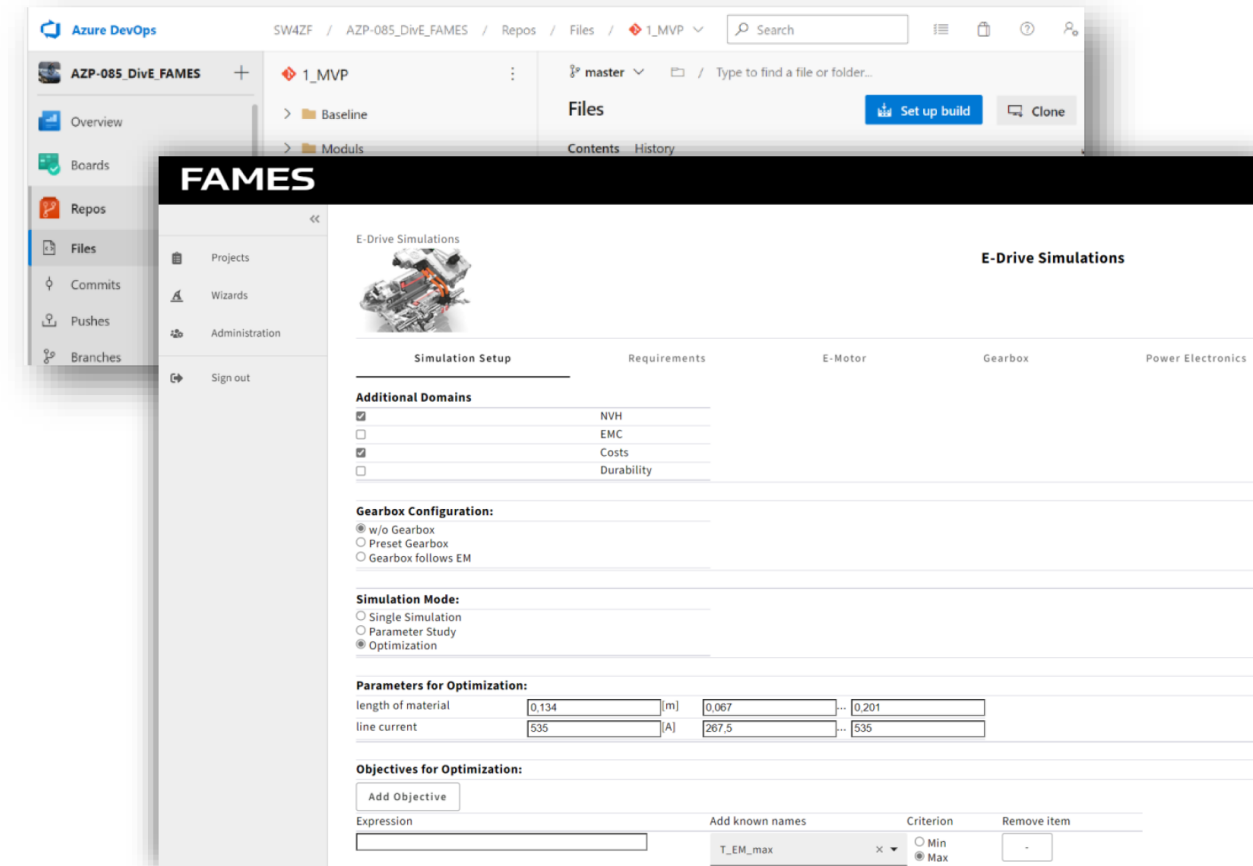 Azure DevOps
SW4ZF / AZP-085_DivE_FAMES / Repos / Files / 1_MVP
Search
AZP-085_DivE_FAMES
1_MVP
master / Type to find a file or folder...
Overview
Baseline
Files
Set up build
Clone
Boards
Moduls
Contents History
Repos
Files
Commits
Pushes
Branches
FAMES
Projects
Wizards
Administration
Sign out
E-Drive Simulations
E-Drive Simulations
Simulation Setup Requirements E-Motor Gearbox Power Electronics
Additional Domains
NVH
EMC
Costs
Durability
Gearbox Configuration:
w/o Gearbox
Preset Gearbox
Gearbox follows EM
Simulation Mode:
Single Simulation
Parameter Study
Optimization
Parameters for Optimization:
length of material 0,134 [m] 0,067 ... 0,201
line current 535 [A] 267,5 ... 535
Objectives for Optimization:
Add Objective
Expression Add known names Criterion Remove item
T_EM_max × Min -
Max